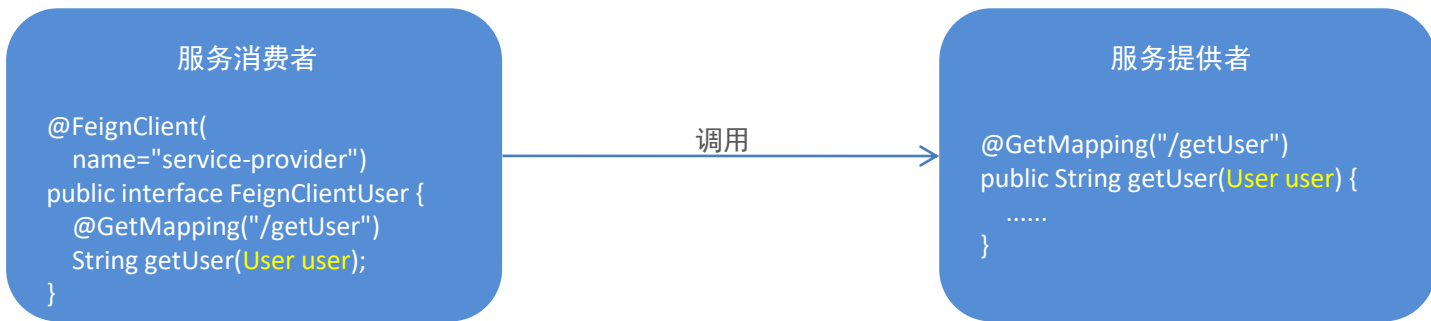 服务消费者
@FeignClient(
name="service-provider")
public interface FeignClientUser {
@GetMapping("/getUser")
String getUser(User user);
}
调用
服务提供者
@GetMapping("/getUser")
public String getUser(User user) {
......
}